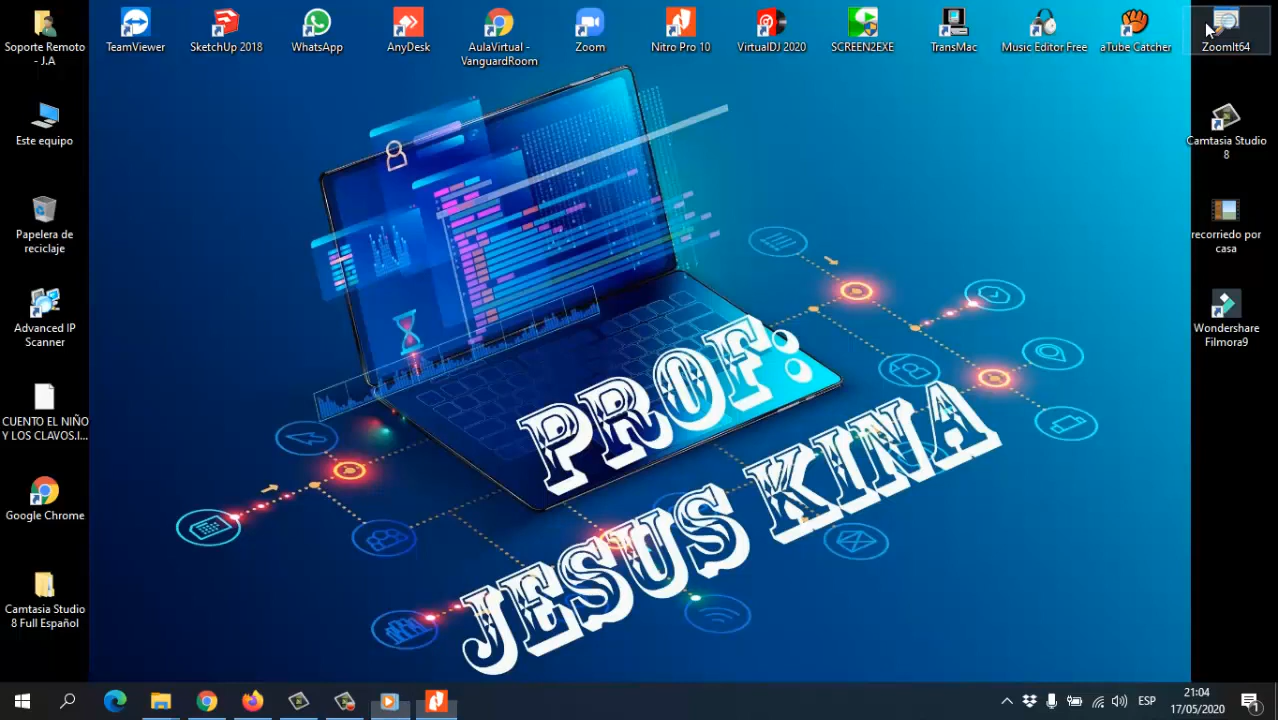 Soporte Remoto
- J.A
TeamViewer
SketchUp 2018
WhatsApp
AnyDesk
AulaVirtual -
VanguardRoom
Zoom
Nitro Pro 10
VirtualDJ 2020
SCREEN2EXE
TransMac
Music Editor Free
aTube Catcher
ZoomIt64
Este equipo
Camtasia Studio
8
Papelera de
reciclaje
recorriedo por
casa
Advanced IP
Scanner
Wondershare
Filmora9
CUENTO EL NIÑO
Y LOS CLAVOS.i...
Google Chrome
Camtasia Studio
8 Full Español
PROF:
JESUS KINA
ESP
21:04
17/05/2020
1